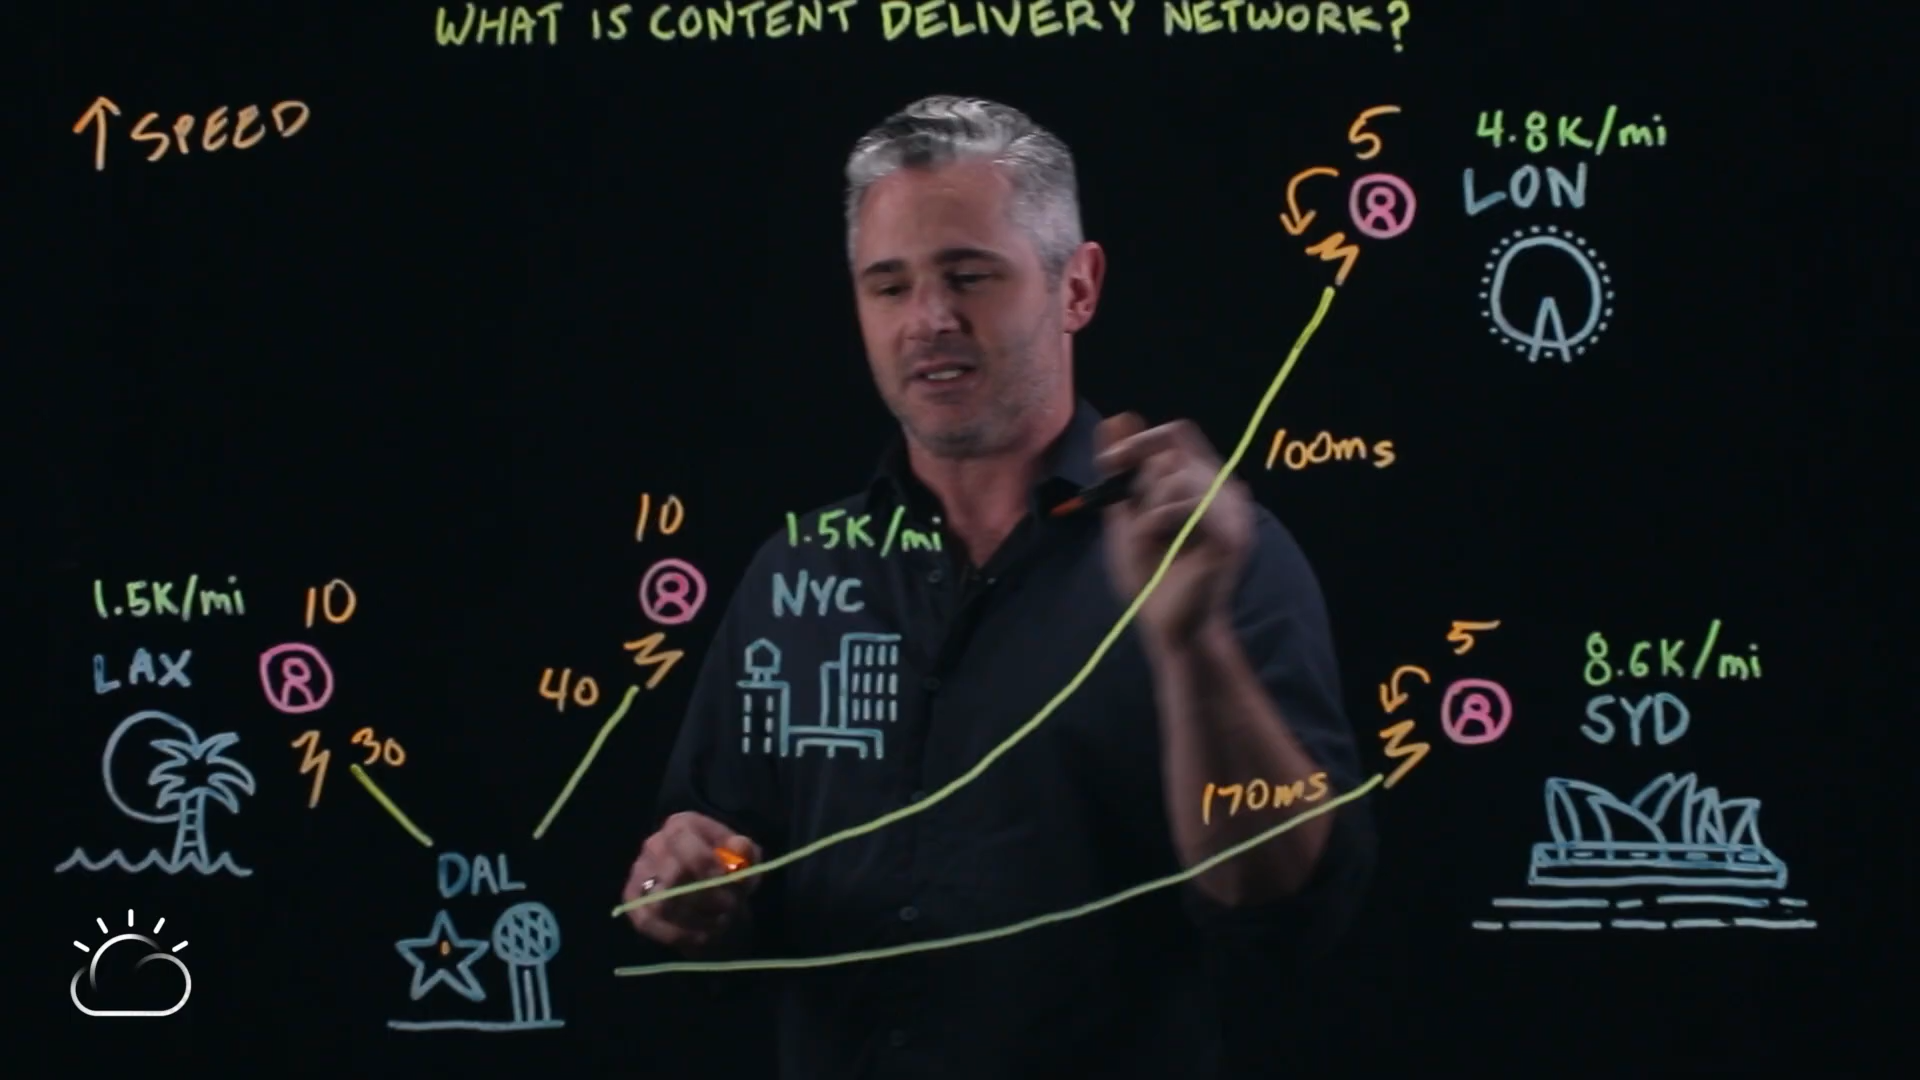 WHAT IS CONTENT DELIVERY NETWORK?
↑ SPEED
5
4.8K/mi
LON
100ms
10
1.5K/mi
NYC
40
1.5K/mi
10
LAX
30
5
8.6K/mi
SYD
170ms
DAL